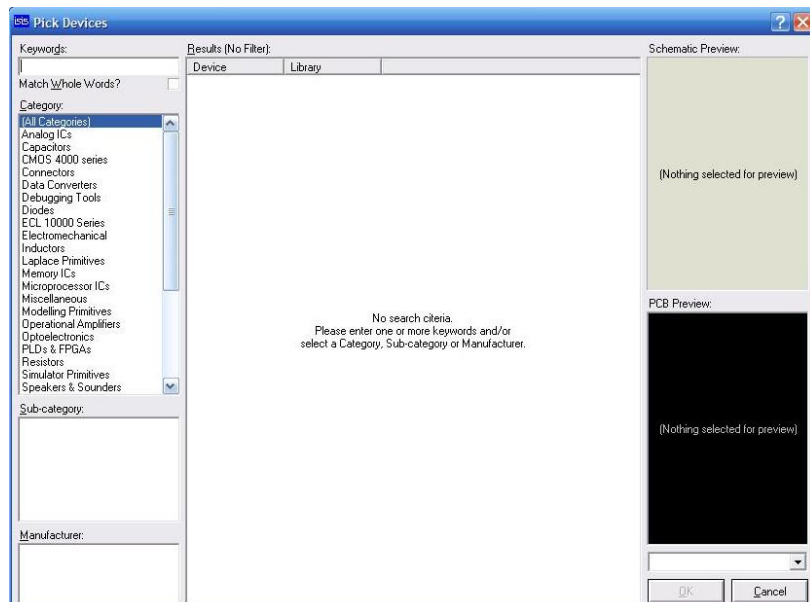 ISIS Pick Devices
Keywords:
Match Whole Words?
Category:
(All Categories)
Analog ICs
Capacitors
CMOS 4000 series
Connectors
Data Converters
Debugging Tools
Diodes
ECL 10000 Series
Electromechanical
Inductors
Laplace Primitives
Memory ICs
Microprocessor ICs
Miscellaneous
Modelling Primitives
Operational Amplifiers
Optoelectronics
PLDs & FPGAs
Resistors
Simulator Primitives
Speakers & Sounders
Sub-category:
Manufacturer:
Results (No Filter):
Device Library
No search citeria.
Please enter one or more keywords and/or
select a Category, Sub-category or Manufacturer.
Schematic Preview:
(Nothing selected for preview)
PCB Preview:
(Nothing selected for preview)
OK Cancel